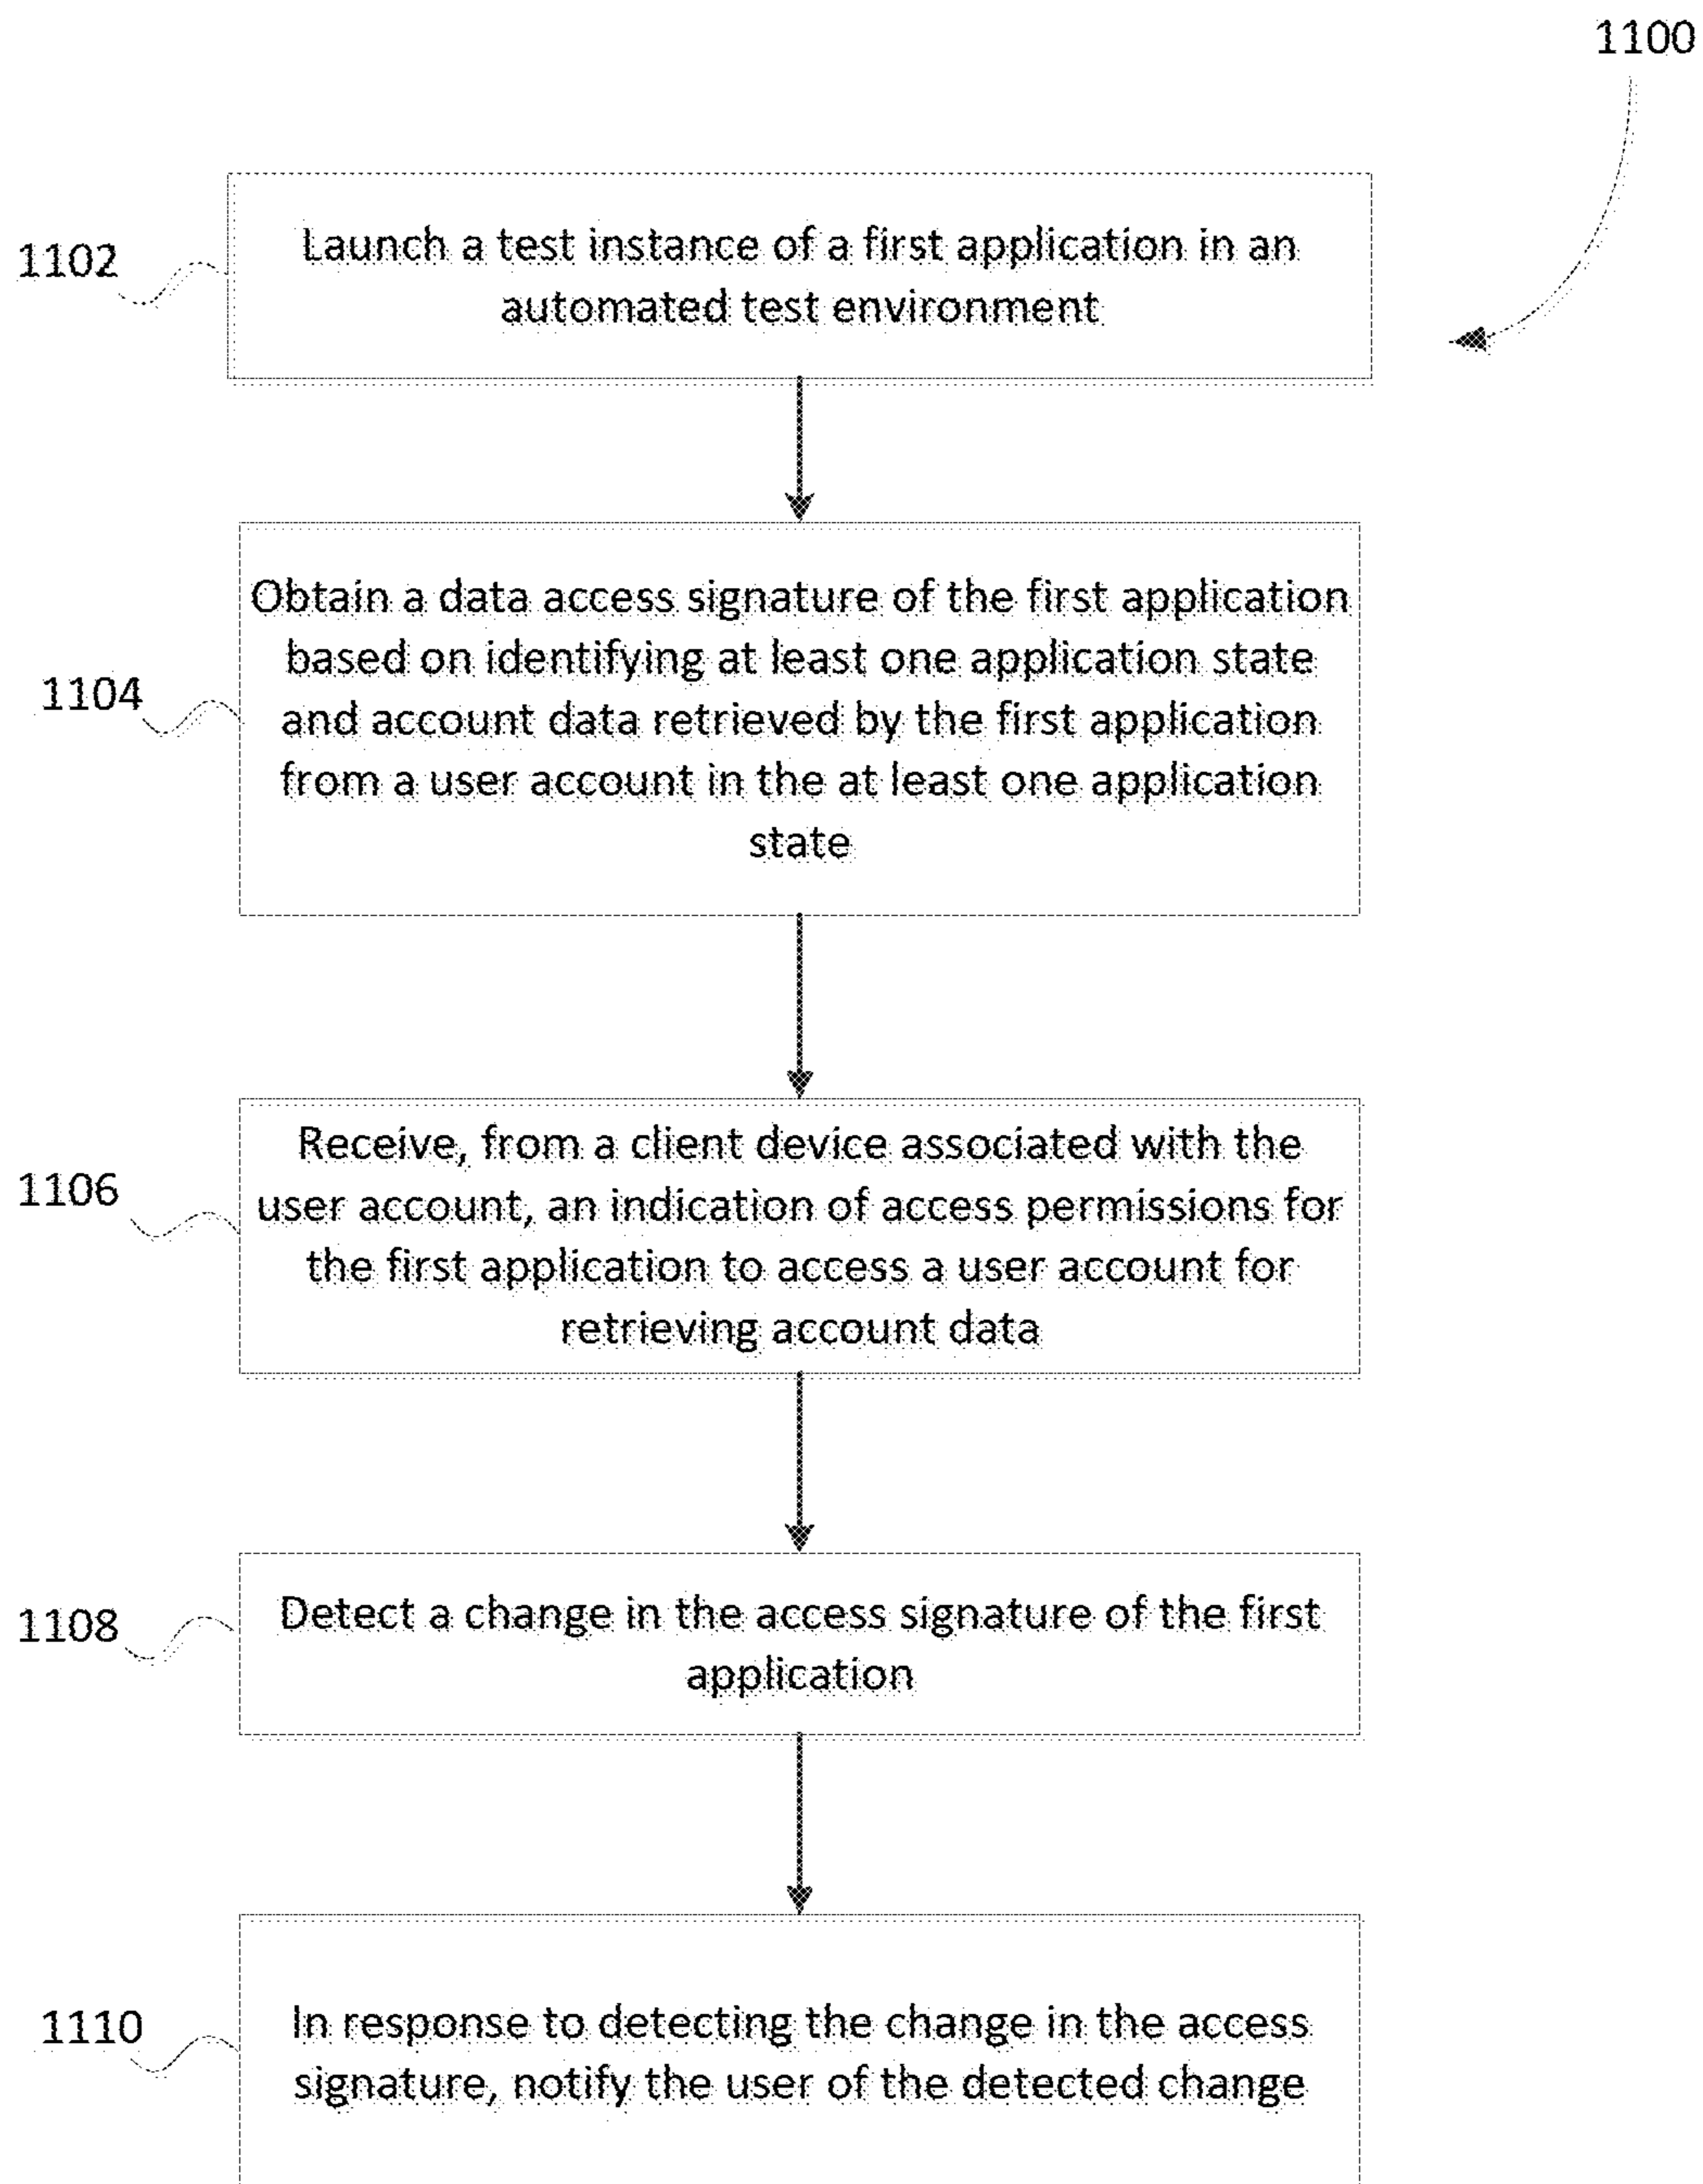 1100
1102
Launch a test instance of a first application in an
automated test environment
1104
Obtain a data access signature of the first application
based on identifying at least one application state
and account data retrieved by the first application
from a user account in the at least one application
state
1106
Receive, from a client device associated with the
user account, an indication of access permissions for
the first application to access a user account for
retrieving account data
1108
Detect a change in the access signature of the first
application
1110
In response to detecting the change in the access
signature, notify the user of the detected change